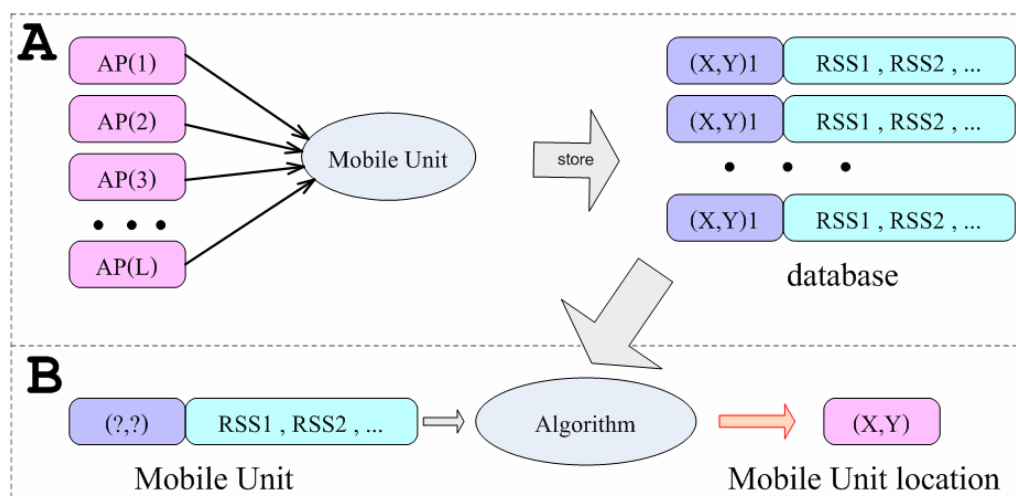 A
AP(1)
AP(2)
AP(3)
• • •
AP(L)
Mobile Unit
store
(X,Y)1 RSS1 , RSS2 , ...
(X,Y)1 RSS1 , RSS2 , ...
• • •
(X,Y)1 RSS1 , RSS2 , ...
database
B
(?,?) RSS1 , RSS2 , ...
Mobile Unit
Algorithm
(X,Y)
Mobile Unit location